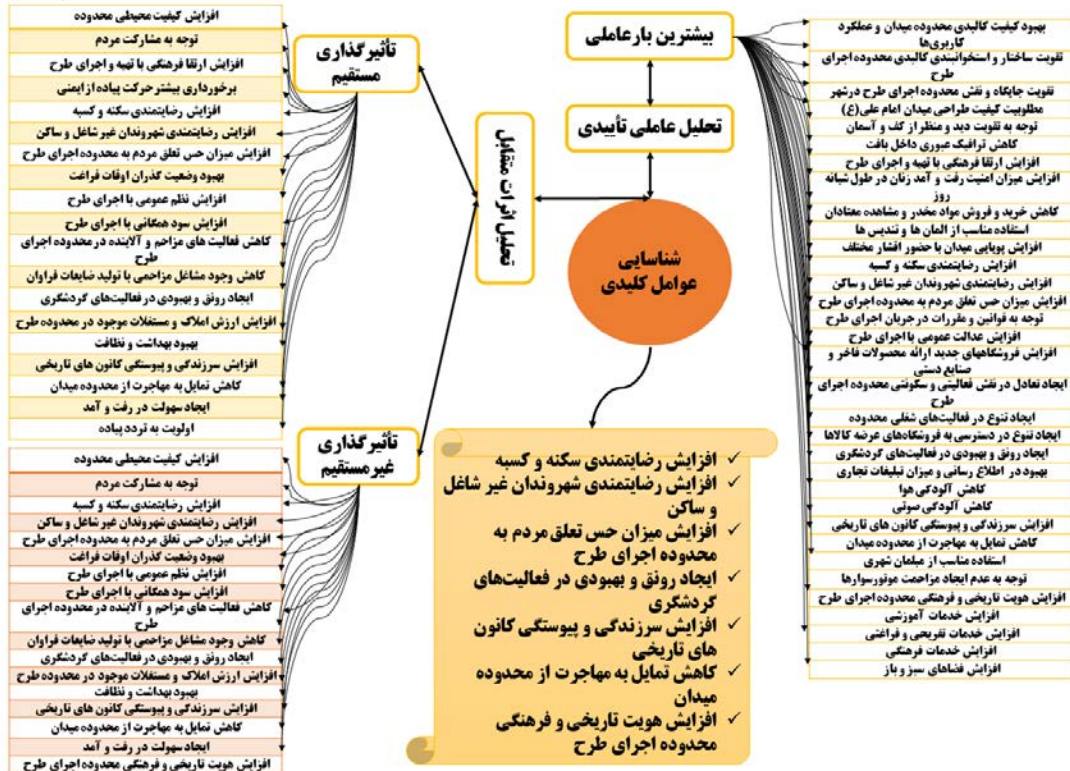 بیشترین بارعاملی
تحلیل عاملی تأییدی
شناسایی
عوامل کلیدی
تحلیل اثرات متقابل
تأثیرگذاری
مستقیم
تأثیرگذاری
غیرمستقیم
بهبود کیفیت کالبدی محدوده میدان و عملکرد
کاربری‌ها
تقویت ساختار و استخوانبندی کالبدی محدوده اجرای
طرح
تقویت جایگاه و نقش محدوده اجرای طرح درشهر
مطلوبیت کیفیت طراحی میدان امام علی(ع)
توجه به تقویت دید و منظر از کف و آسمان
کاهش ترافیک عبوری داخل بافت
افزایش ارتقا فرهنگی با تهیه و اجرای طرح
افزایش میزان امنیت رفت و آمد زنان در طول شبانه
روز
کاهش خرید و فروش مواد مخدر و مشاهده معتادان
استفاده مناسب از المان ها و تندیس ها
افزایش پویایی میدان با حضور اقشار مختلف
افزایش رضایتمندی سکنه و کسبه
افزایش رضایتمندی شهروندان غیر شاغل و ساکن
افزایش میزان حس تعلق مردم به محدوده اجرای طرح
توجه به قوانین و مقررات در جریان اجرای طرح
افزایش عدالت عمومی با اجرای طرح
افزایش فروشگاههای جدید ارائه محصولات فاخر و
صنایع دستی
ایجاد تعادل در نقش فعالیتی و سکونتی محدوده اجرای
طرح
ایجاد تنوع در فعالیت‌های شغلی محدوده
ایجاد تنوع در دسترسی به فروشگاه‌های عرضه کالاها
ایجاد رونق و بهبودی در فعالیت‌های گردشگری
بهبود در اطلاع رسانی و میزان تبلیغات تجاری
کاهش آلودگی هوا
کاهش آلودگی صوتی
افزایش سرزندگی و پیوستگی کانون های تاریخی
کاهش تمایل به مهاجرت از محدوده میدان
استفاده مناسب از مبلمان شهری
توجه به عدم ایجاد مزاحمت موتورسوارها
افزایش هویت تاریخی و فرهنگی محدوده اجرای طرح
افزایش خدمات آموزشی
افزایش خدمات تفریحی و فراغتی
افزایش خدمات فرهنگی
افزایش فضاهای سبز و باز
افزایش کیفیت محیطی محدوده
توجه به مشارکت مردم
افزایش ارتقا فرهنگی با تهیه و اجرای طرح
برخورداری بیشتر حرکت پیاده از ایمنی
افزایش رضایتمندی سکنه و کسبه
افزایش رضایتمندی شهروندان غیر شاغل و ساکن
افزایش میزان حس تعلق مردم به محدوده اجرای طرح
بهبود وضعیت گذران اوقات فراغت
افزایش نظم عمومی با اجرای طرح
افزایش سود همگانی با اجرای طرح
کاهش فعالیت های مزاحم و آلاینده در محدوده اجرای
طرح
کاهش وجود مشاغل مزاحمی با تولید ضایعات فراوان
ایجاد رونق و بهبودی در فعالیت‌های گردشگری
افزایش ارزش املاک و مستغلات موجود در محدوده طرح
بهبود بهداشت و نظافت
افزایش سرزندگی و پیوستگی کانون های تاریخی
کاهش تمایل به مهاجرت از محدوده میدان
ایجاد سهولت در رفت و آمد
اولویت به تردد پیاده
افزایش کیفیت محیطی محدوده
توجه به مشارکت مردم
افزایش رضایتمندی سکنه و کسبه
افزایش رضایتمندی شهروندان غیر شاغل و ساکن
افزایش میزان حس تعلق مردم به محدوده اجرای طرح
بهبود وضعیت گذران اوقات فراغت
افزایش نظم عمومی با اجرای طرح
افزایش سود همگانی با اجرای طرح
کاهش فعالیت های مزاحم و آلاینده در محدوده اجرای
طرح
کاهش وجود مشاغل مزاحمی با تولید ضایعات فراوان
ایجاد رونق و بهبودی در فعالیت‌های گردشگری
افزایش ارزش املاک و مستغلات موجود در محدوده طرح
بهبود بهداشت و نظافت
افزایش سرزندگی و پیوستگی کانون های تاریخی
کاهش تمایل به مهاجرت از محدوده میدان
ایجاد سهولت در رفت و آمد
افزایش هویت تاریخی و فرهنگی محدوده اجرای طرح
✓ افزایش رضایتمندی سکنه و کسبه
✓ افزایش رضایتمندی شهروندان غیر شاغل
و ساکن
✓ افزایش میزان حس تعلق مردم به
محدوده اجرای طرح
✓ ایجاد رونق و بهبودی در فعالیت‌های
گردشگری
✓ افزایش سرزندگی و پیوستگی کانون
های تاریخی
✓ کاهش تمایل به مهاجرت از محدوده
میدان
✓ افزایش هویت تاریخی و فرهنگی
محدوده اجرای طرح